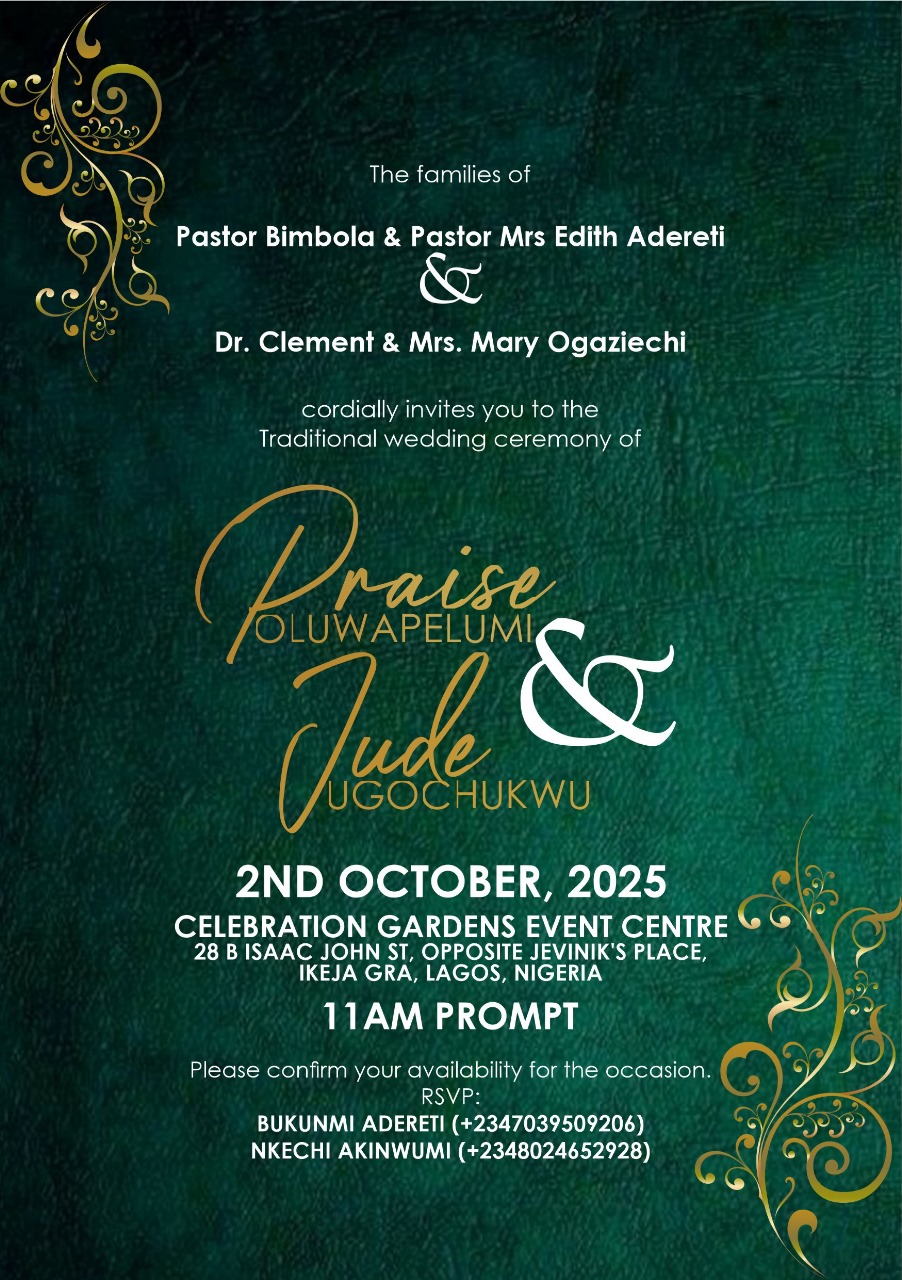 The families of
Pastor Bimbola & Pastor Mrs Edith Adereti
&
Dr. Clement & Mrs. Mary Ogaziechi
cordially invites you to the
Traditional wedding ceremony of
Praise
OLUWAPELUMI
&
Jude
UGOCHUKWU
2ND OCTOBER, 2025
CELEBRATION GARDENS EVENT CENTRE
28 B ISAAC JOHN ST, OPPOSITE JEVINIK'S PLACE,
IKEJA GRA, LAGOS, NIGERIA
11AM PROMPT
Please confirm your availability for the occasion.
RSVP:
BUKUNMI ADERETI (+2347039509206)
NKECHI AKINWUMI (+2348024652928)